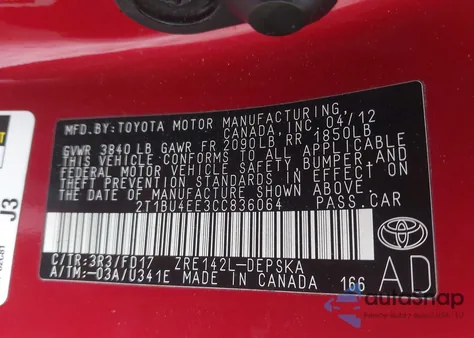 MFD.BY:TOYOTA MOTOR MANUFACTURING,
CANADA, INC. 04/12
GVWR 3840 LB GAWR FR 2090LB RR 1850LB
THIS VEHICLE CONFORMS TO ALL APPLICABLE
FEDERAL MOTOR VEHICLE SAFETY, BUMPER, AND
THEFT PREVENTION STANDARDS IN EFFECT ON
THE DATE OF MANUFACTURE SHOWN ABOVE.
2T1BU4EE3CC836064 PASS.CAR
C/TR:3R3/FD17 ZRE142L-DEPSKA
A/TM:-03A/U341E MADE IN CANADA 166
AD
TOYOTA
J3
autosnap